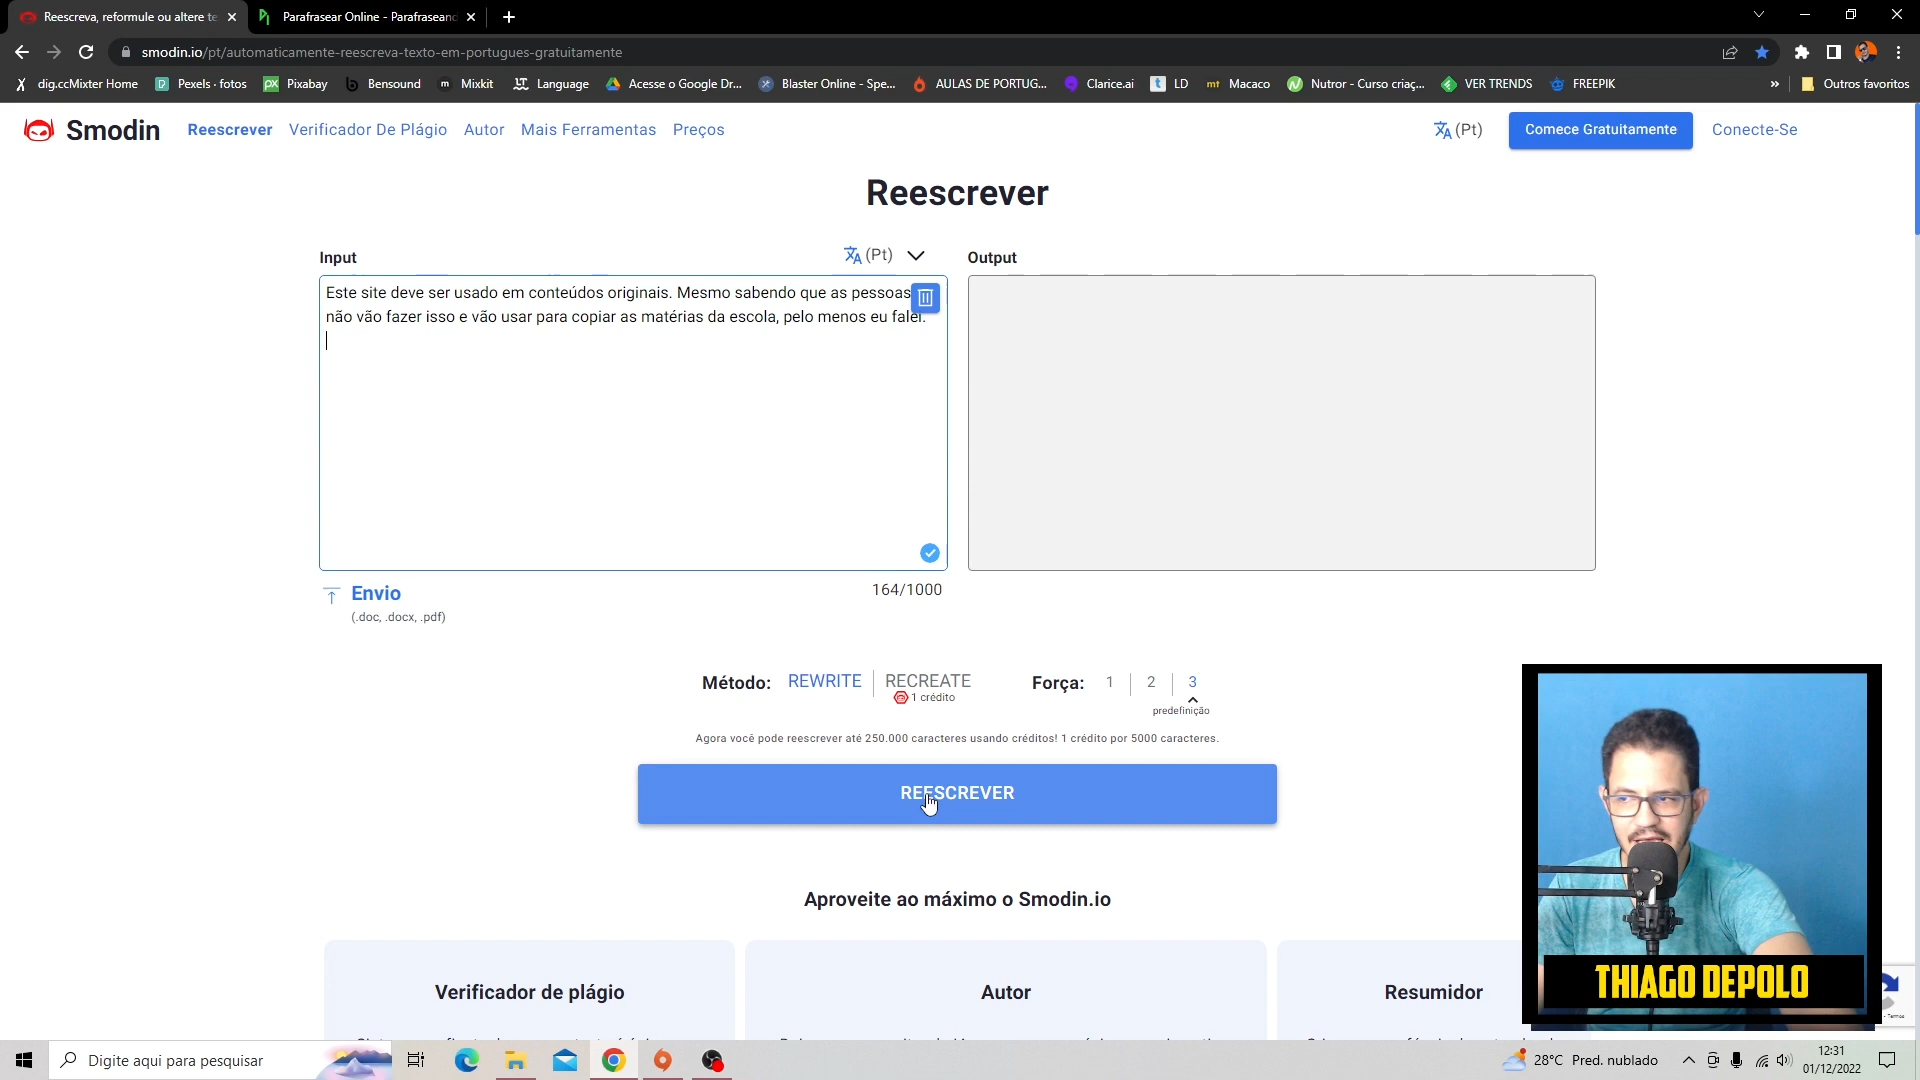 Reescreva, reformule ou altere te
Parafrasear Online - Parafraseand
smodin.io/pt/automaticamente-reescreva-texto-em-portugues-gratuitamente
dig.ccMixter Home
Pexels · fotos
Pixabay
Bensound
Mixkit
Language
Acesse o Google Dr...
Blaster Online - Spe...
AULAS DE PORTUG...
Clarice.ai
LD
Macaco
Nutror - Curso criaç...
VER TRENDS
FREEPIK
»
Outros favoritos
Smodin
Reescrever
Verificador De Plágio
Autor
Mais Ferramentas
Preços
(Pt)
Comece Gratuitamente
Conecte-Se
Reescrever
Input
(Pt)
Output
Este site deve ser usado em conteúdos originais. Mesmo sabendo que as pessoas
não vão fazer isso e vão usar para copiar as matérias da escola, pelo menos eu falei.
Envio
(.doc, .docx, .pdf)
164/1000
Método:
REWRITE
RECREATE
1 crédito
Força:
1
2
3
predefinição
Agora você pode reescrever até 250.000 caracteres usando créditos! 1 crédito por 5000 caracteres.
REESCREVER
Aproveite ao máximo o Smodin.io
Verificador de plágio
Autor
Resumidor
THIAGO DEPOLO
- Termos
Digite aqui para pesquisar
28°C Pred. nublado
12:31
01/12/2022